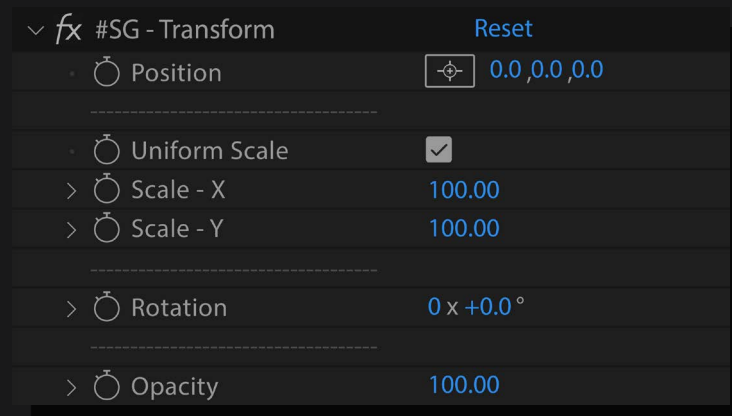 fx #SG - Transform Reset
Position 0.0 ,0.0 ,0.0
------------------------------------
Uniform Scale
Scale - X 100.00
Scale - Y 100.00
------------------------------------
Rotation 0 x +0.0 °
------------------------------------
Opacity 100.00